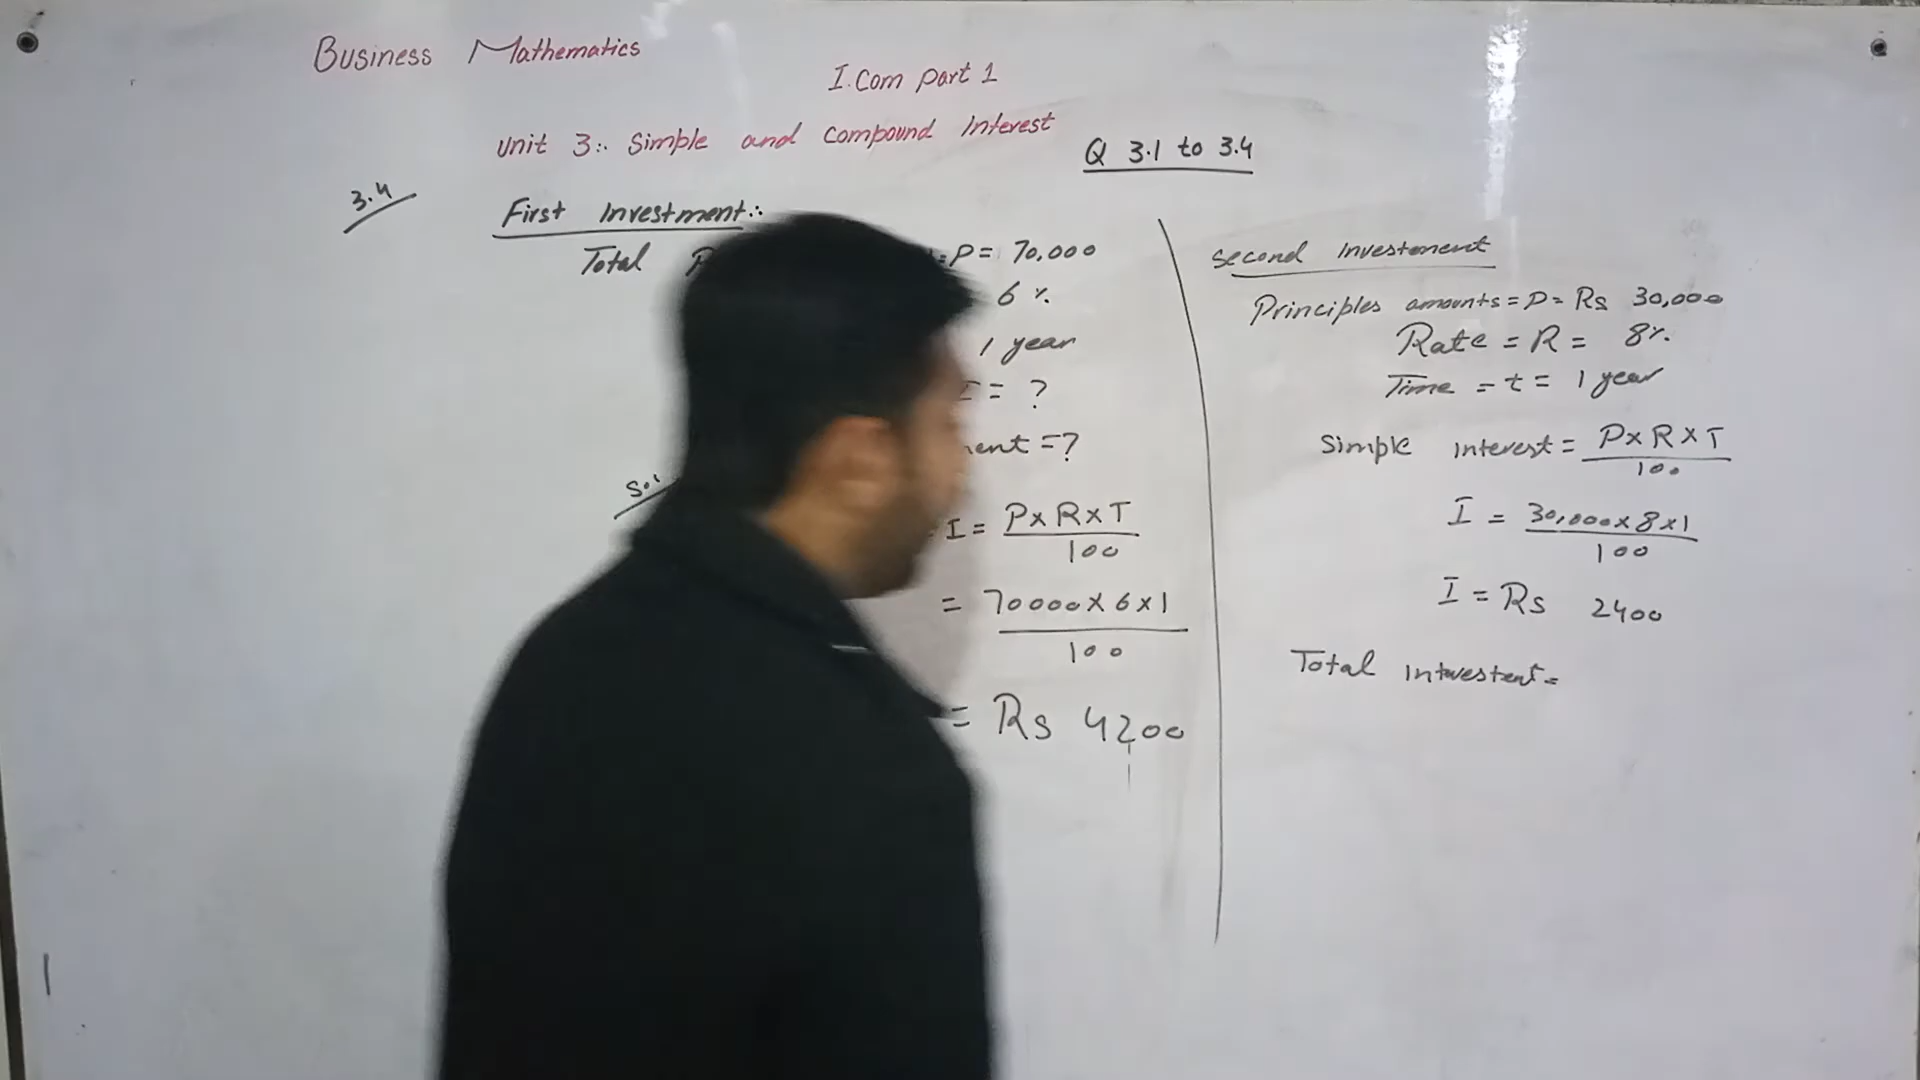 Business Mathematics
I.Com part 1
Unit 3:. Simple and Compound Interest
Q 3.1 to 3.4
3.4
First Investment:.
Total P = 70,000
6 %.
1 year
I = ?
=?
I = P x R x T
100
= 70000 x 6 x 1
100
= Rs 4200
Second Investement
Principles amounts = P = Rs 30,000
Rate = R = 8%.
Time = t = 1 year
Simple interest = P x R x T
100
I = 30,000 x 8 x 1
100
I = Rs 2400
Total Intvestent =